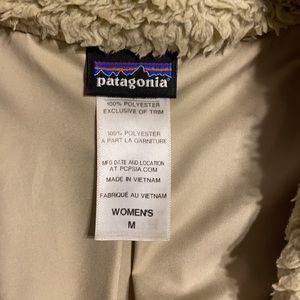 patagonia
100% POLYESTER
EXCLUSIVE OF TRIM
100% POLYESTER
A PART LA GARNITURE
MFG DATE AND LOCATION
AT PCPSIA.COM
MADE IN VIETNAM
FABRIQUÉ AU VIETNAM
WOMEN'S
M